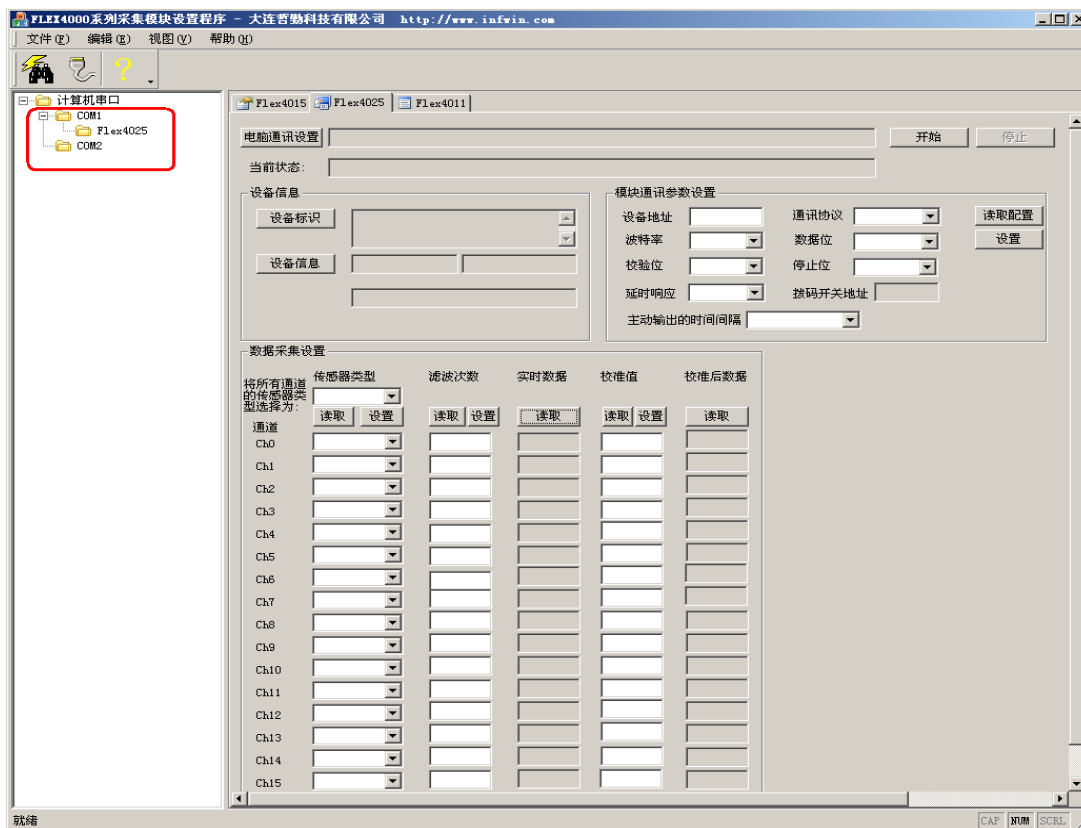 FLEX4000系列采集模块设置程序 - 大连哲勤科技有限公司 http://www.infwin.com
文件(F) 编辑(E) 视图(V) 帮助(H)
计算机串口
COM1
Flex4025
COM2
Flex4015 Flex4025 Flex4011
电脑通讯设置 开始 停止
当前状态:
设备信息
设备标识
设备信息
模块通讯参数设置
设备地址 通讯协议 读取配置
波特率 数据位 设置
校验位 停止位
延时响应 拨码开关地址
主动输出的时间间隔
数据采集设置
将所有通道的传感器类型选择为:
传感器类型 滤波次数 实时数据 校准值 校准后数据
读取 设置 读取 设置 读取 读取 设置 读取
通道
Ch0
Ch1
Ch2
Ch3
Ch4
Ch5
Ch6
Ch7
Ch8
Ch9
Ch10
Ch11
Ch12
Ch13
Ch14
Ch15
就绪 CAP NUM SCRL